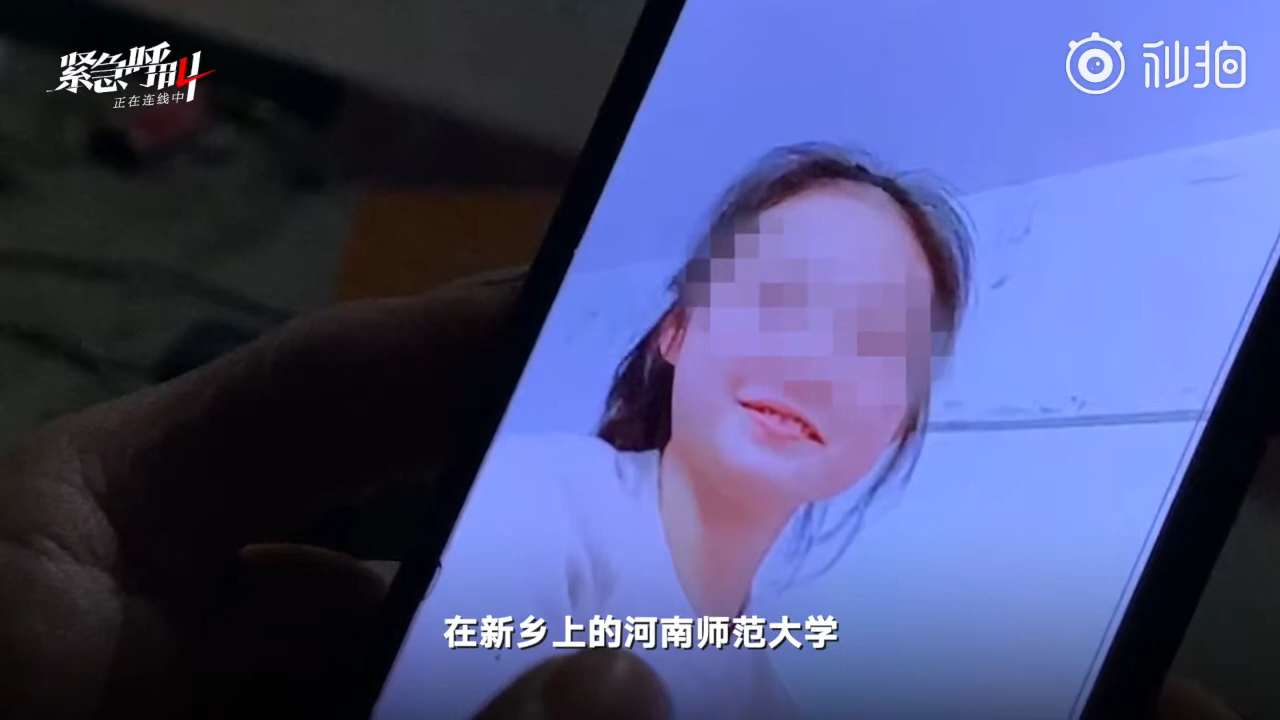 紧急呼叫
正在连线中
秒拍
在新乡上的河南师范大学